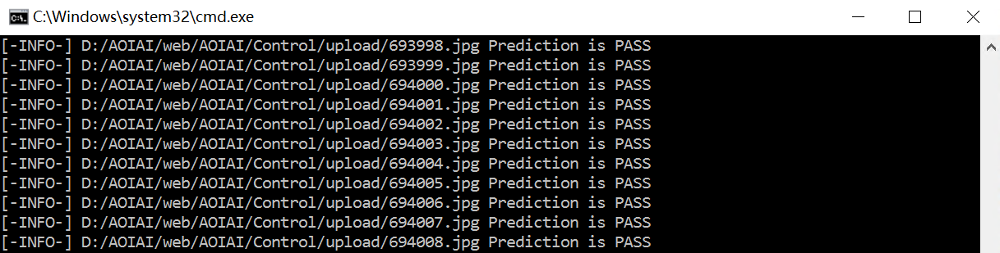 C:\Windows\system32\cmd.exe
[-INFO-] D:/AOIAI/web/AOIAI/Control/upload/693998.jpg Prediction is PASS
[-INFO-] D:/AOIAI/web/AOIAI/Control/upload/693999.jpg Prediction is PASS
[-INFO-] D:/AOIAI/web/AOIAI/Control/upload/694000.jpg Prediction is PASS
[-INFO-] D:/AOIAI/web/AOIAI/Control/upload/694001.jpg Prediction is PASS
[-INFO-] D:/AOIAI/web/AOIAI/Control/upload/694002.jpg Prediction is PASS
[-INFO-] D:/AOIAI/web/AOIAI/Control/upload/694003.jpg Prediction is PASS
[-INFO-] D:/AOIAI/web/AOIAI/Control/upload/694004.jpg Prediction is PASS
[-INFO-] D:/AOIAI/web/AOIAI/Control/upload/694005.jpg Prediction is PASS
[-INFO-] D:/AOIAI/web/AOIAI/Control/upload/694006.jpg Prediction is PASS
[-INFO-] D:/AOIAI/web/AOIAI/Control/upload/694007.jpg Prediction is PASS
[-INFO-] D:/AOIAI/web/AOIAI/Control/upload/694008.jpg Prediction is PASS